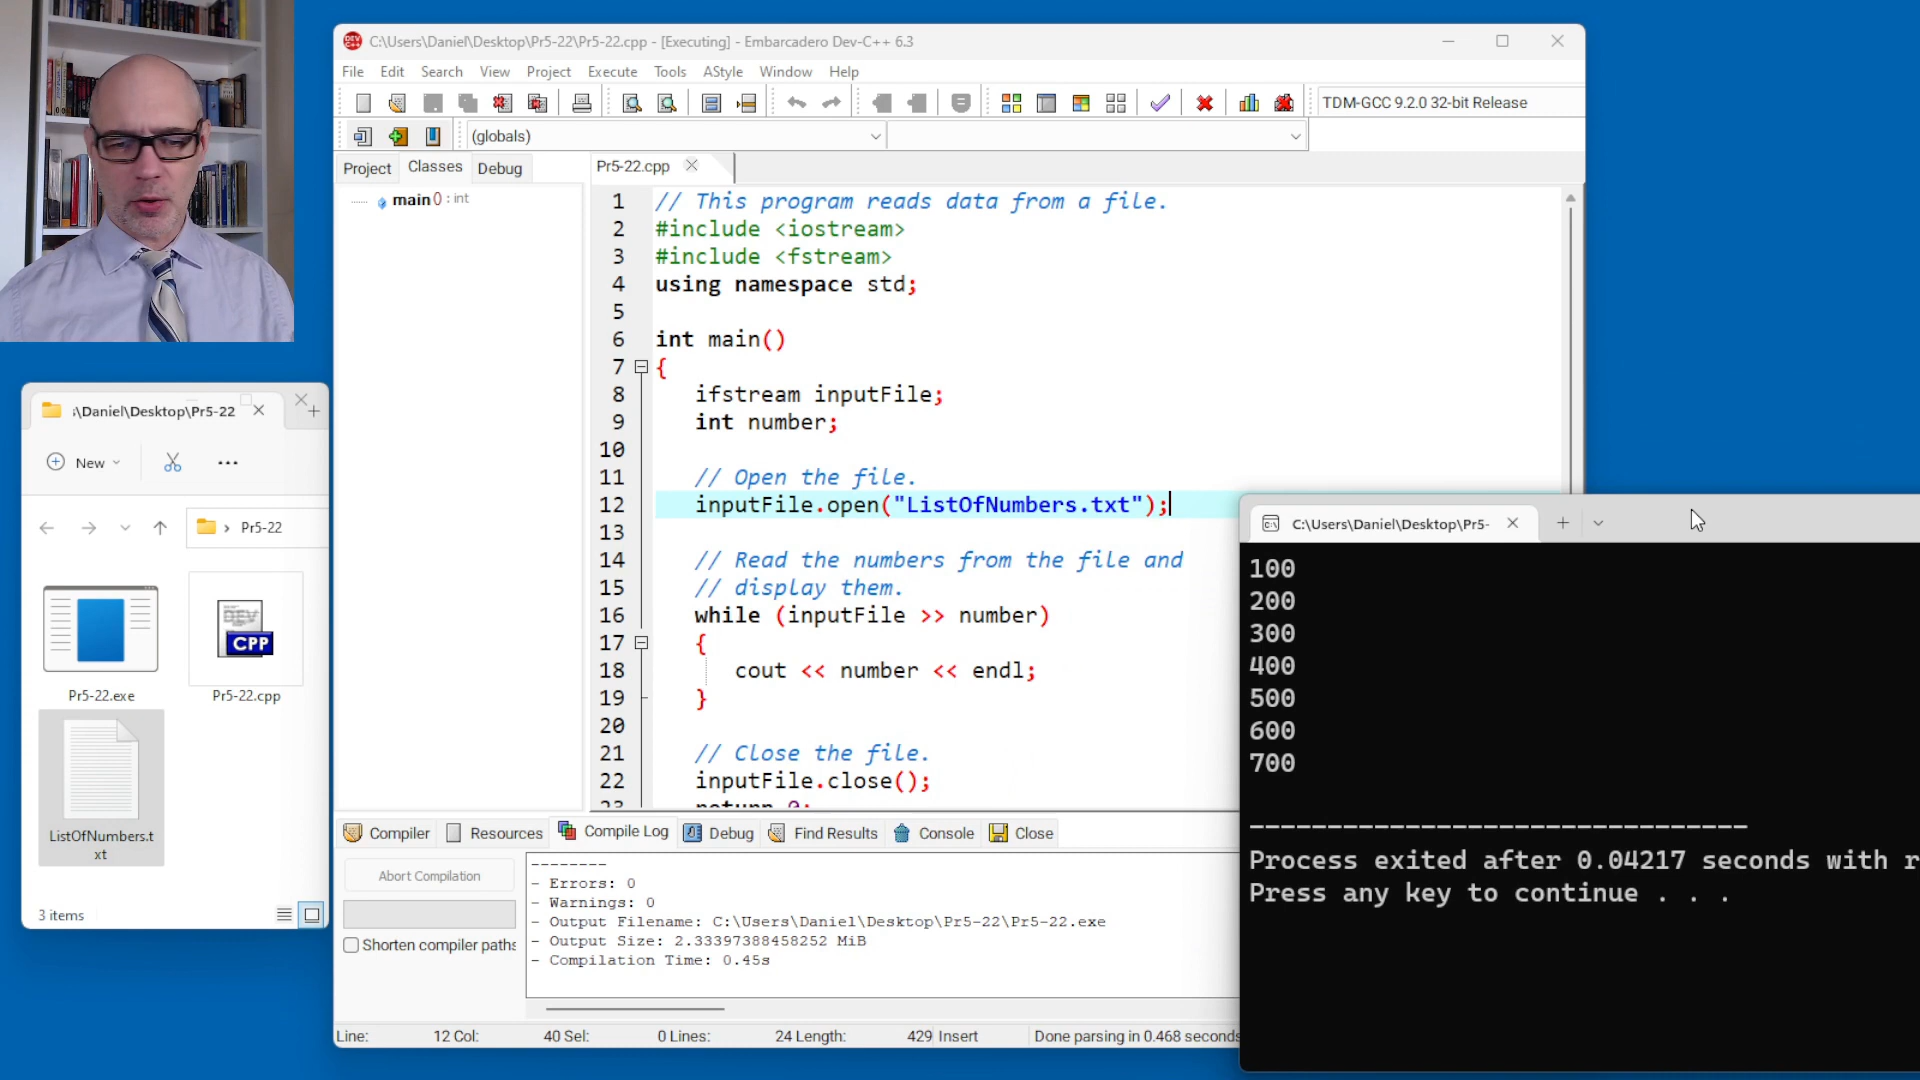 C:\Users\Daniel\Desktop\Pr5-22\Pr5-22.cpp - [Executing] - Embarcadero Dev-C++ 6.3
File Edit Search View Project Execute Tools AStyle Window Help
TDM-GCC 9.2.0 32-bit Release
(globals)
Project Classes Debug
main() : int
Pr5-22.cpp
1 // This program reads data from a file.
2 #include <iostream>
3 #include <fstream>
4 using namespace std;
5
6 int main()
7 {
8 ifstream inputFile;
9 int number;
10
11 // Open the file.
12 inputFile.open("ListOfNumbers.txt");
13
14 // Read the numbers from the file and
15 // display them.
16 while (inputFile >> number)
17 {
18 cout << number << endl;
19 }
20
21 // Close the file.
22 inputFile.close();
23 return 0;
\Daniel\Desktop\Pr5-22
New
Pr5-22
Pr5-22.exe
DEV
CPP
Pr5-22.cpp
ListOfNumbers.t
xt
3 items
Compiler Resources Compile Log Debug Find Results Console Close
Abort Compilation
Shorten compiler paths
--------
- Errors: 0
- Warnings: 0
- Output Filename: C:\Users\Daniel\Desktop\Pr5-22\Pr5-22.exe
- Output Size: 2.33397388458252 MiB
- Compilation Time: 0.45s
Line: 12 Col: 40 Sel: 0 Lines: 24 Length: 429 Insert Done parsing in 0.468 seconds
C:\Users\Daniel\Desktop\Pr5-
100
200
300
400
500
600
700
--------------------------------
Process exited after 0.04217 seconds with r
Press any key to continue . . .